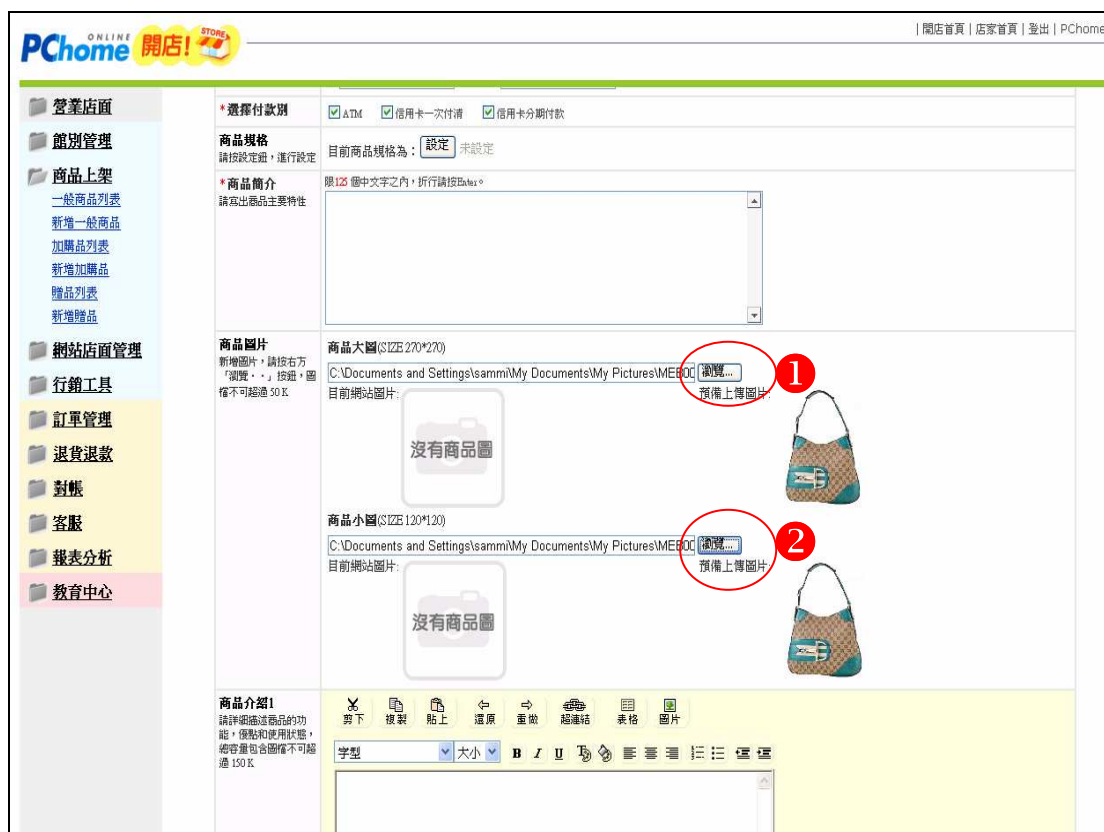 PChome ONLINE 開店! STORE
| 開店首頁 | 店家首頁 | 登出 | PChome
營業店面
館別管理
商品上架
一般商品列表
新增一般商品
加購品列表
新增加購品
贈品列表
新增贈品
網站店面管理
行銷工具
訂單管理
退貨退款
對帳
客服
報表分析
教育中心
*選擇付款別
ATM 信用卡一次付清 信用卡分期付款
商品規格
請按設定鈕，進行設定
目前商品規格為： 設定 未設定
*商品簡介
請寫出商品主要特性
限125 個中文字之內，折行請按Enter。
商品圖片
新增圖片，請按右方
「瀏覽・・」按鈕，圖
檔不可超過 50 K
商品大圖(SIZE 270*270)
C:\Documents and Settings\sammi\My Documents\My Pictures\MEB00 瀏覽... 1
目前網站圖片: 預備上傳圖片:
沒有商品圖
商品小圖(SIZE 120*120)
C:\Documents and Settings\sammi\My Documents\My Pictures\MEB00 瀏覽... 2
目前網站圖片: 預備上傳圖片:
沒有商品圖
商品介紹1
請詳細描述商品的功
能，優點和使用狀態，
總容量包含圖檔不可超
過 150 K
剪下 複製 貼上 還原 重做 超連結 表格 圖片
字型 大小 B I U